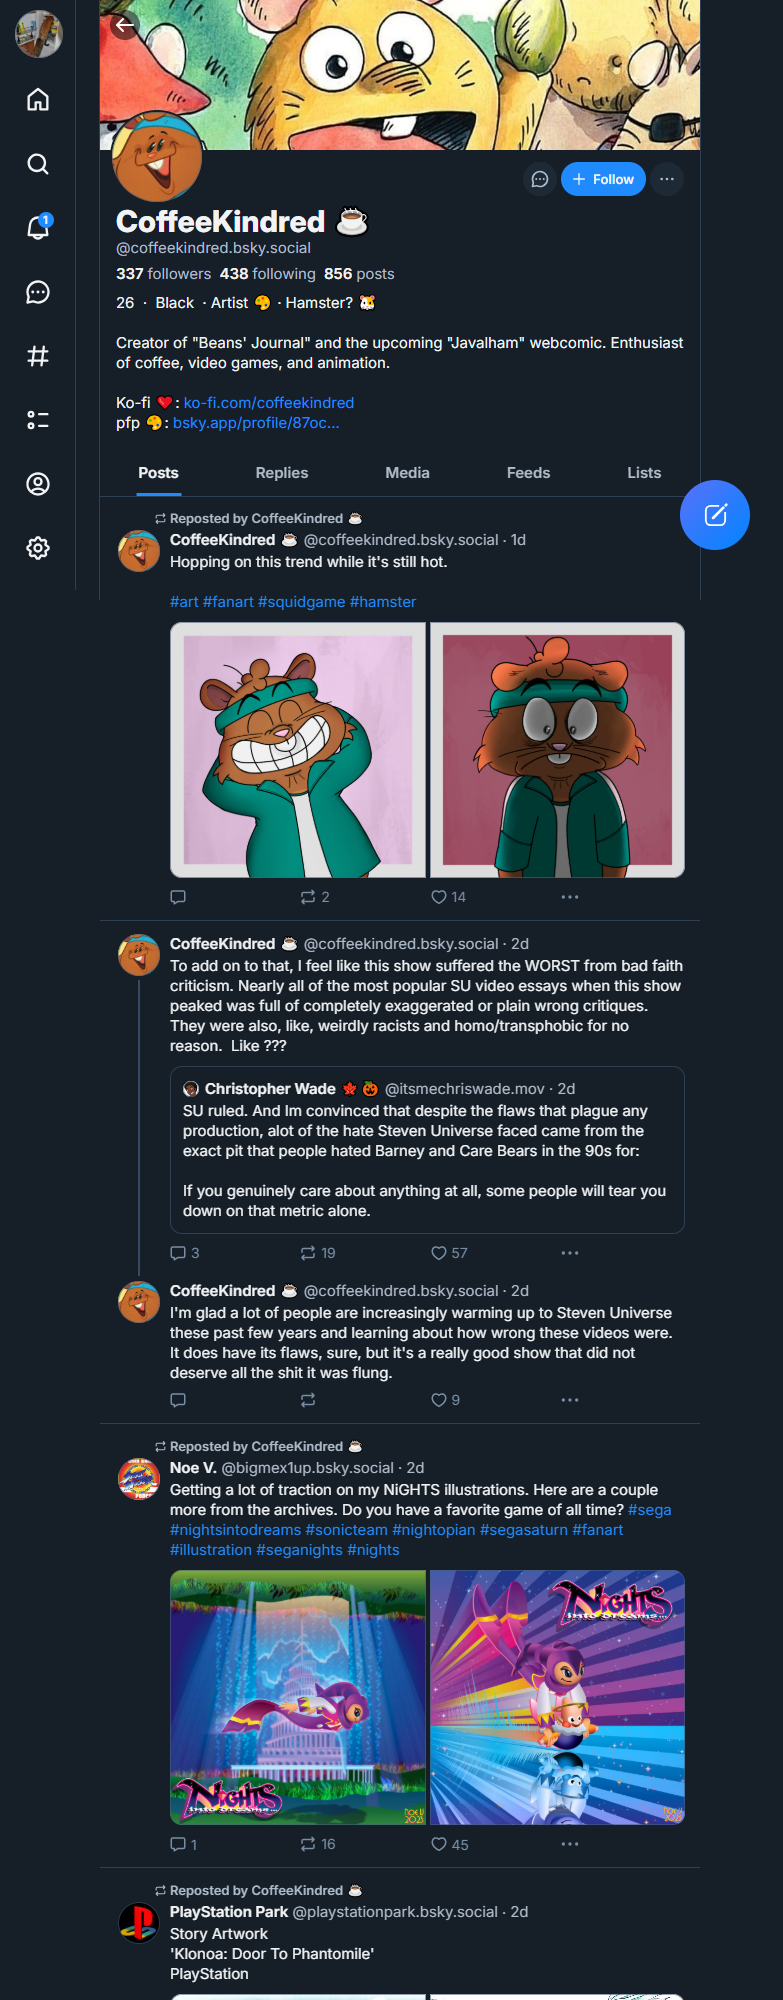 1
Follow
CoffeeKindred ☕
@coffeekindred.bsky.social
337 followers 438 following 856 posts
26 · Black · Artist 🎨 · Hamster? 🐹
Creator of "Beans' Journal" and the upcoming "Javalham" webcomic. Enthusiast
of coffee, video games, and animation.
Ko-fi ❤️: ko-fi.com/coffeekindred
pfp 🎨: bsky.app/profile/87oc...
Posts Replies Media Feeds Lists
Reposted by CoffeeKindred ☕
CoffeeKindred ☕ @coffeekindred.bsky.social · 1d
Hopping on this trend while it's still hot.
#art #fanart #squidgame #hamster
2 14
CoffeeKindred ☕ @coffeekindred.bsky.social · 2d
To add on to that, I feel like this show suffered the WORST from bad faith
criticism. Nearly all of the most popular SU video essays when this show
peaked was full of completely exaggerated or plain wrong critiques.
They were also, like, weirdly racists and homo/transphobic for no
reason.  Like ???
Christopher Wade 🍁 🎃 @itsmechriswade.mov · 2d
SU ruled. And Im convinced that despite the flaws that plague any
production, alot of the hate Steven Universe faced came from the
exact pit that people hated Barney and Care Bears in the 90s for:
If you genuinely care about anything at all, some people will tear you
down on that metric alone.
3 19 57
CoffeeKindred ☕ @coffeekindred.bsky.social · 2d
I'm glad a lot of people are increasingly warming up to Steven Universe
these past few years and learning about how wrong these videos were.
It does have its flaws, sure, but it's a really good show that did not
deserve all the shit it was flung.
9
Reposted by CoffeeKindred ☕
Noe V. @bigmex1up.bsky.social · 2d
Getting a lot of traction on my NiGHTS illustrations. Here are a couple
more from the archives. Do you have a favorite game of all time? #sega
#nightsintodreams #sonicteam #nightopian #segasaturn #fanart
#illustration #seganights #nights
NiGHTS
into dreams...
NOE V
2023
NiGHTS
into dreams...
1 16 45
Reposted by CoffeeKindred ☕
PlayStation Park @playstationpark.bsky.social · 2d
Story Artwork
'Klonoa: Door To Phantomile'
PlayStation